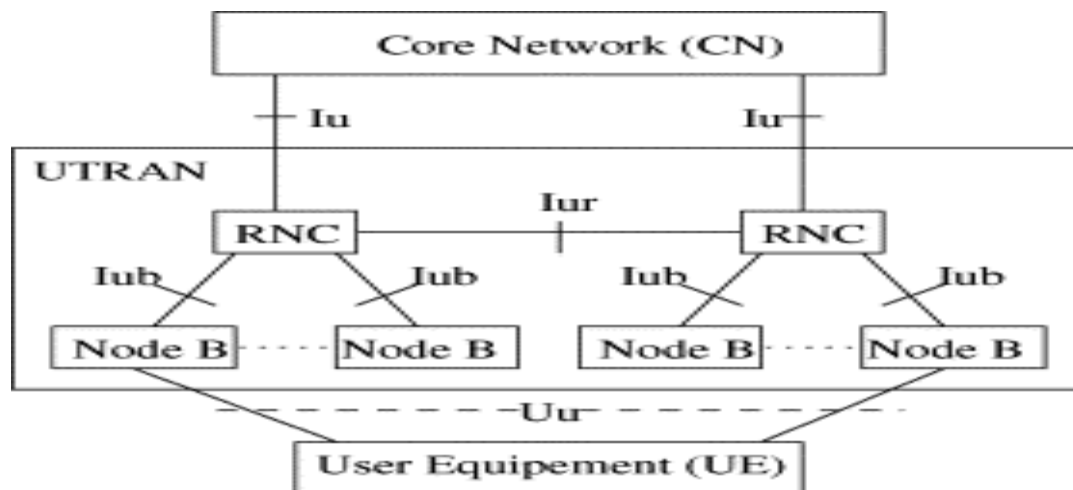 Core Network (CN)
Iu Iu
UTRAN
Iur
RNC RNC
Iub Iub Iub Iub
Node B Node B Node B Node B
Uu
User Equipement (UE)